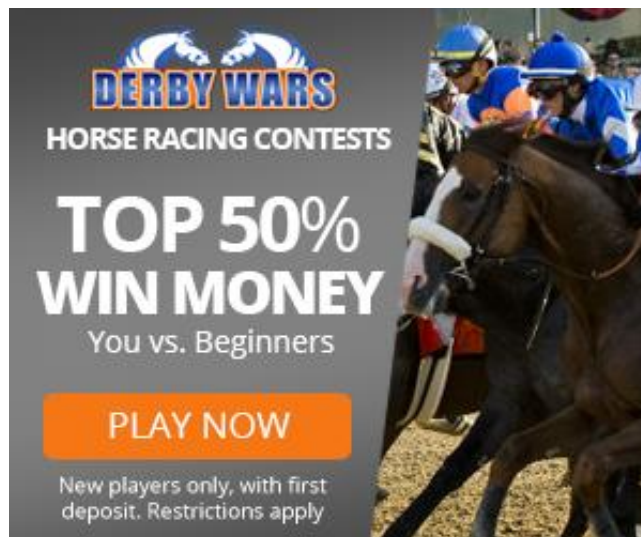 DERBY WARS
HORSE RACING CONTESTS
TOP 50%
WIN MONEY
You vs. Beginners
PLAY NOW
New players only, with first
deposit. Restrictions apply